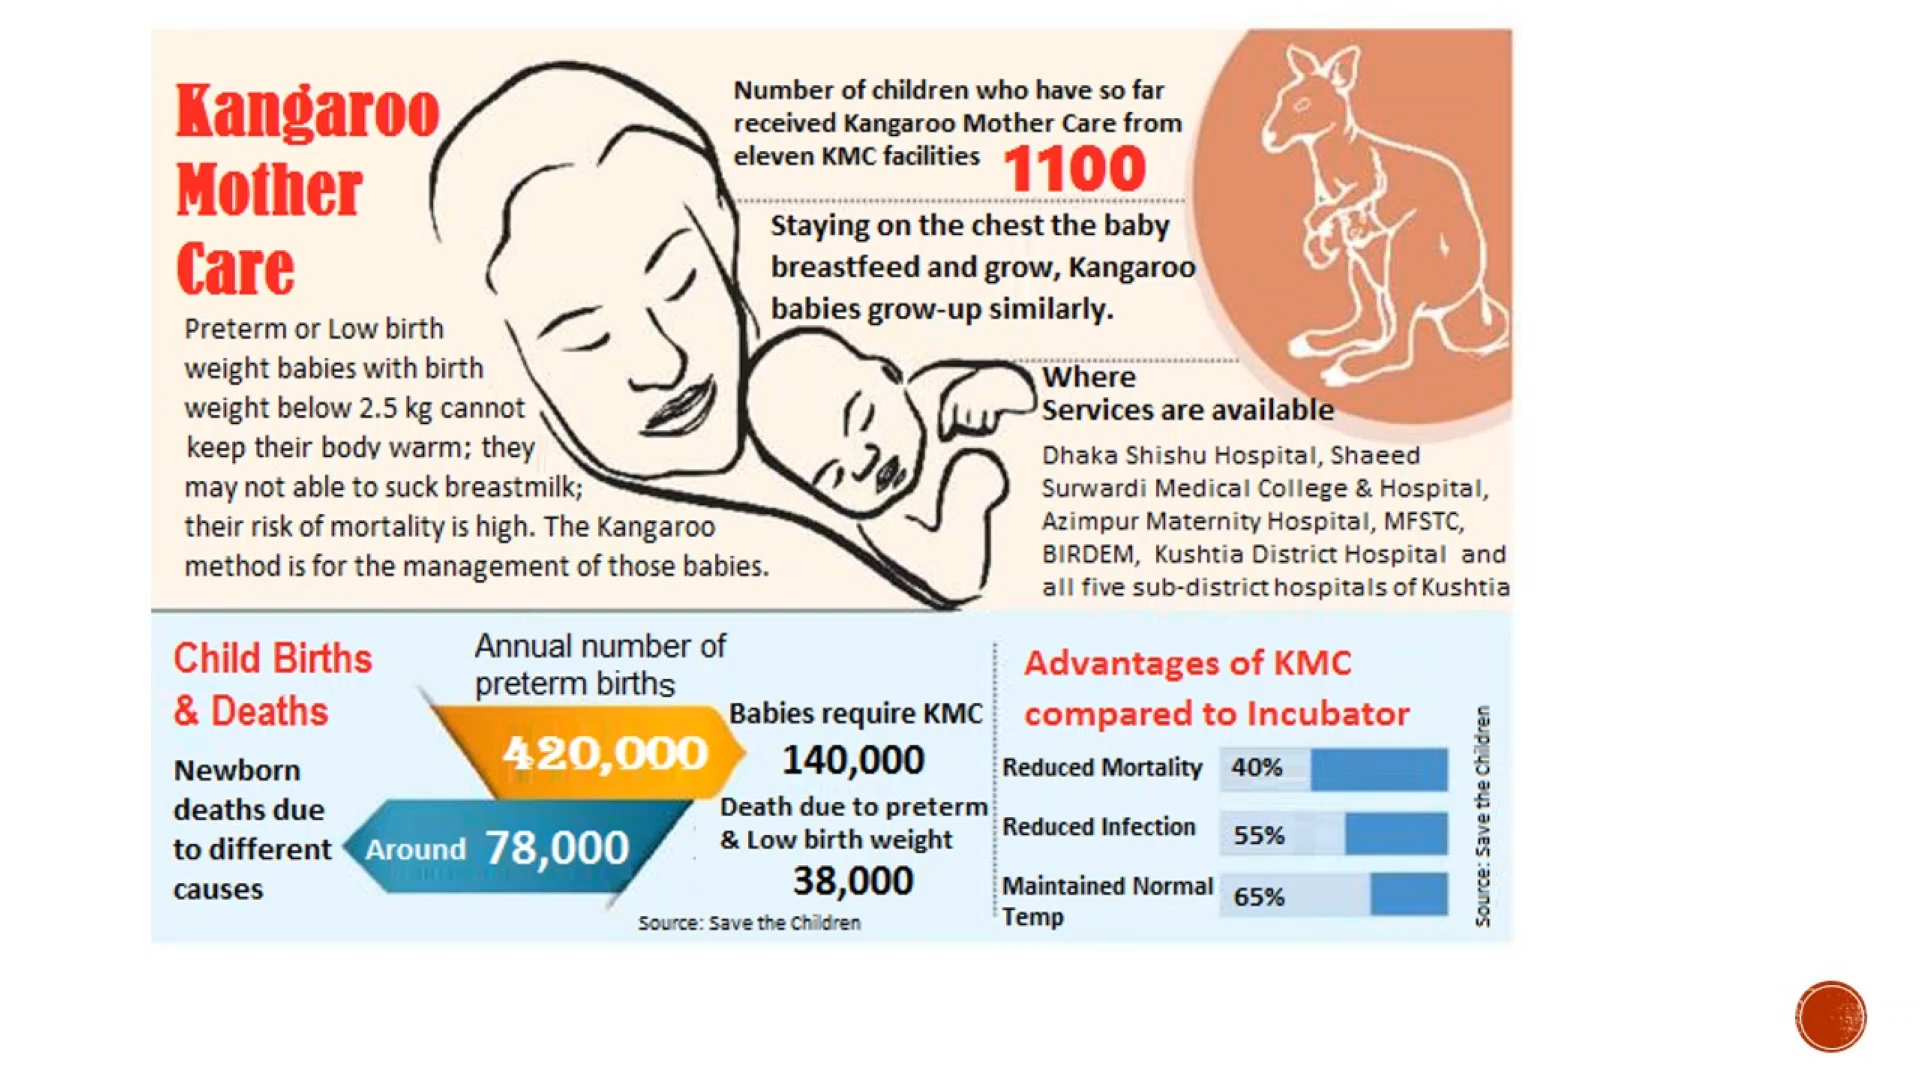 Kangaroo
Mother
Care
Preterm or Low birth
weight babies with birth
weight below 2.5 kg cannot
keep their body warm; they
may not able to suck breastmilk;
their risk of mortality is high. The Kangaroo
method is for the management of those babies.
Number of children who have so far
received Kangaroo Mother Care from
eleven KMC facilities 1100
Staying on the chest the baby
breastfeed and grow, Kangaroo
babies grow-up similarly.
Where
Services are available
Dhaka Shishu Hospital, Shaeed
Surwardi Medical College & Hospital,
Azimpur Maternity Hospital, MFSTC,
BIRDEM, Kushtia District Hospital and
all five sub-district hospitals of Kushtia
Child Births
& Deaths
Annual number of
preterm births
420,000
Newborn
deaths due
to different
causes
Around 78,000
Babies require KMC
140,000
Death due to preterm
& Low birth weight
38,000
Source: Save the Children
Advantages of KMC
compared to Incubator
Reduced Mortality 40%
Reduced Infection 55%
Maintained Normal
Temp
65%
Source: Save the Children